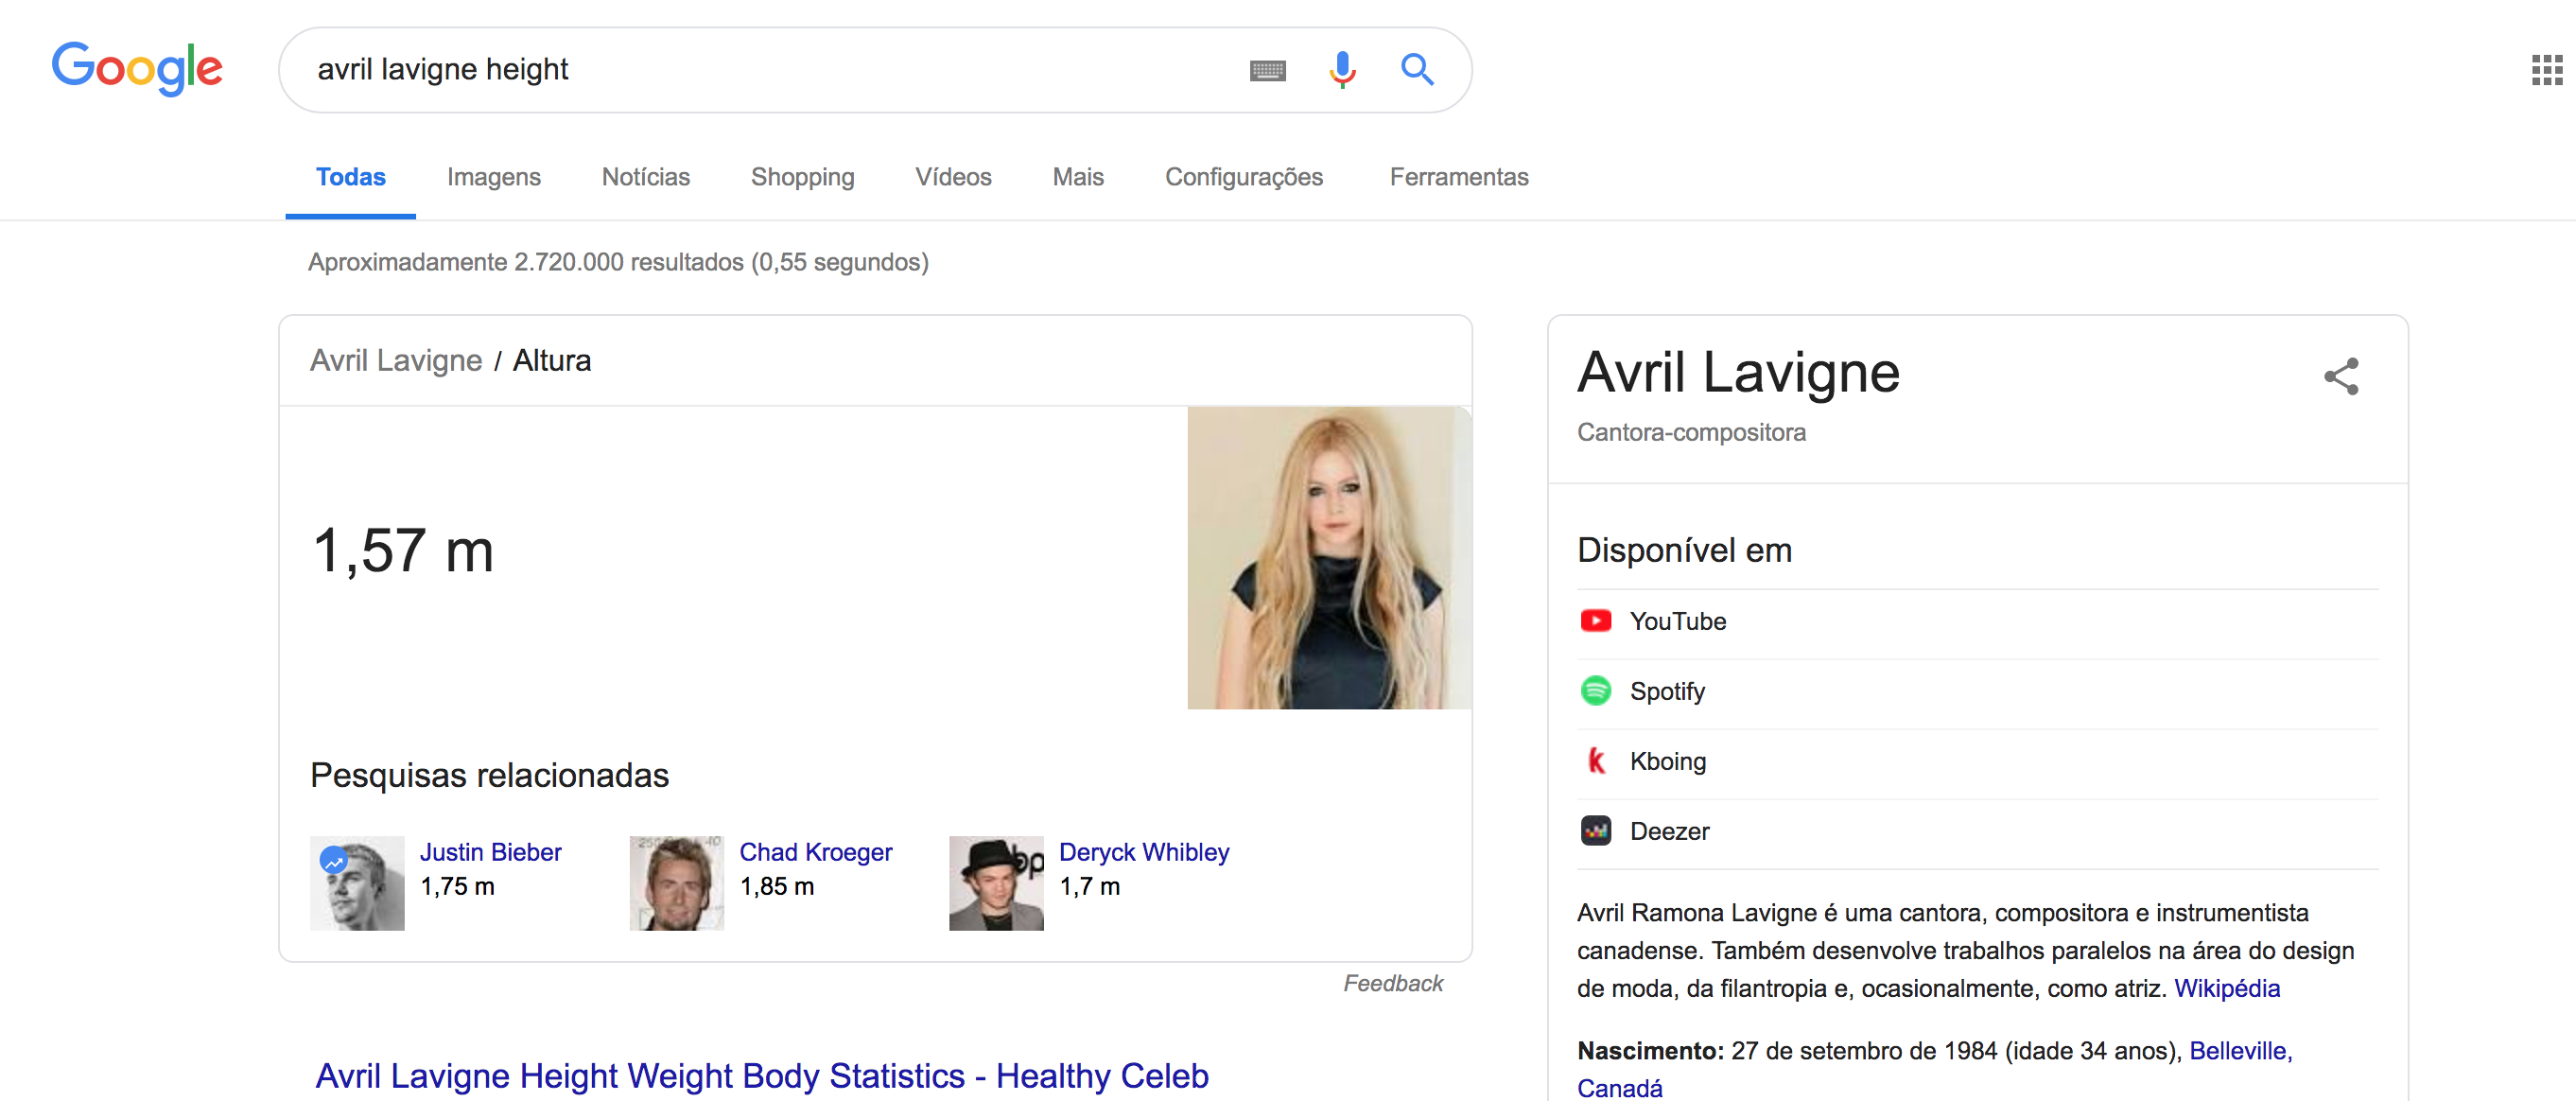 Google
avril lavigne height
Todas Imagens Notícias Shopping Vídeos Mais Configurações Ferramentas
Aproximadamente 2.720.000 resultados (0,55 segundos)
Avril Lavigne / Altura
1,57 m
Pesquisas relacionadas
Justin Bieber
1,75 m
Chad Kroeger
1,85 m
Deryck Whibley
1,7 m
Feedback
Avril Lavigne Height Weight Body Statistics - Healthy Celeb
Avril Lavigne
Cantora-compositora
Disponível em
YouTube
Spotify
Kboing
Deezer
Avril Ramona Lavigne é uma cantora, compositora e instrumentista
canadense. Também desenvolve trabalhos paralelos na área do design
de moda, da filantropia e, ocasionalmente, como atriz. Wikipédia
Nascimento: 27 de setembro de 1984 (idade 34 anos), Belleville,
Canadá